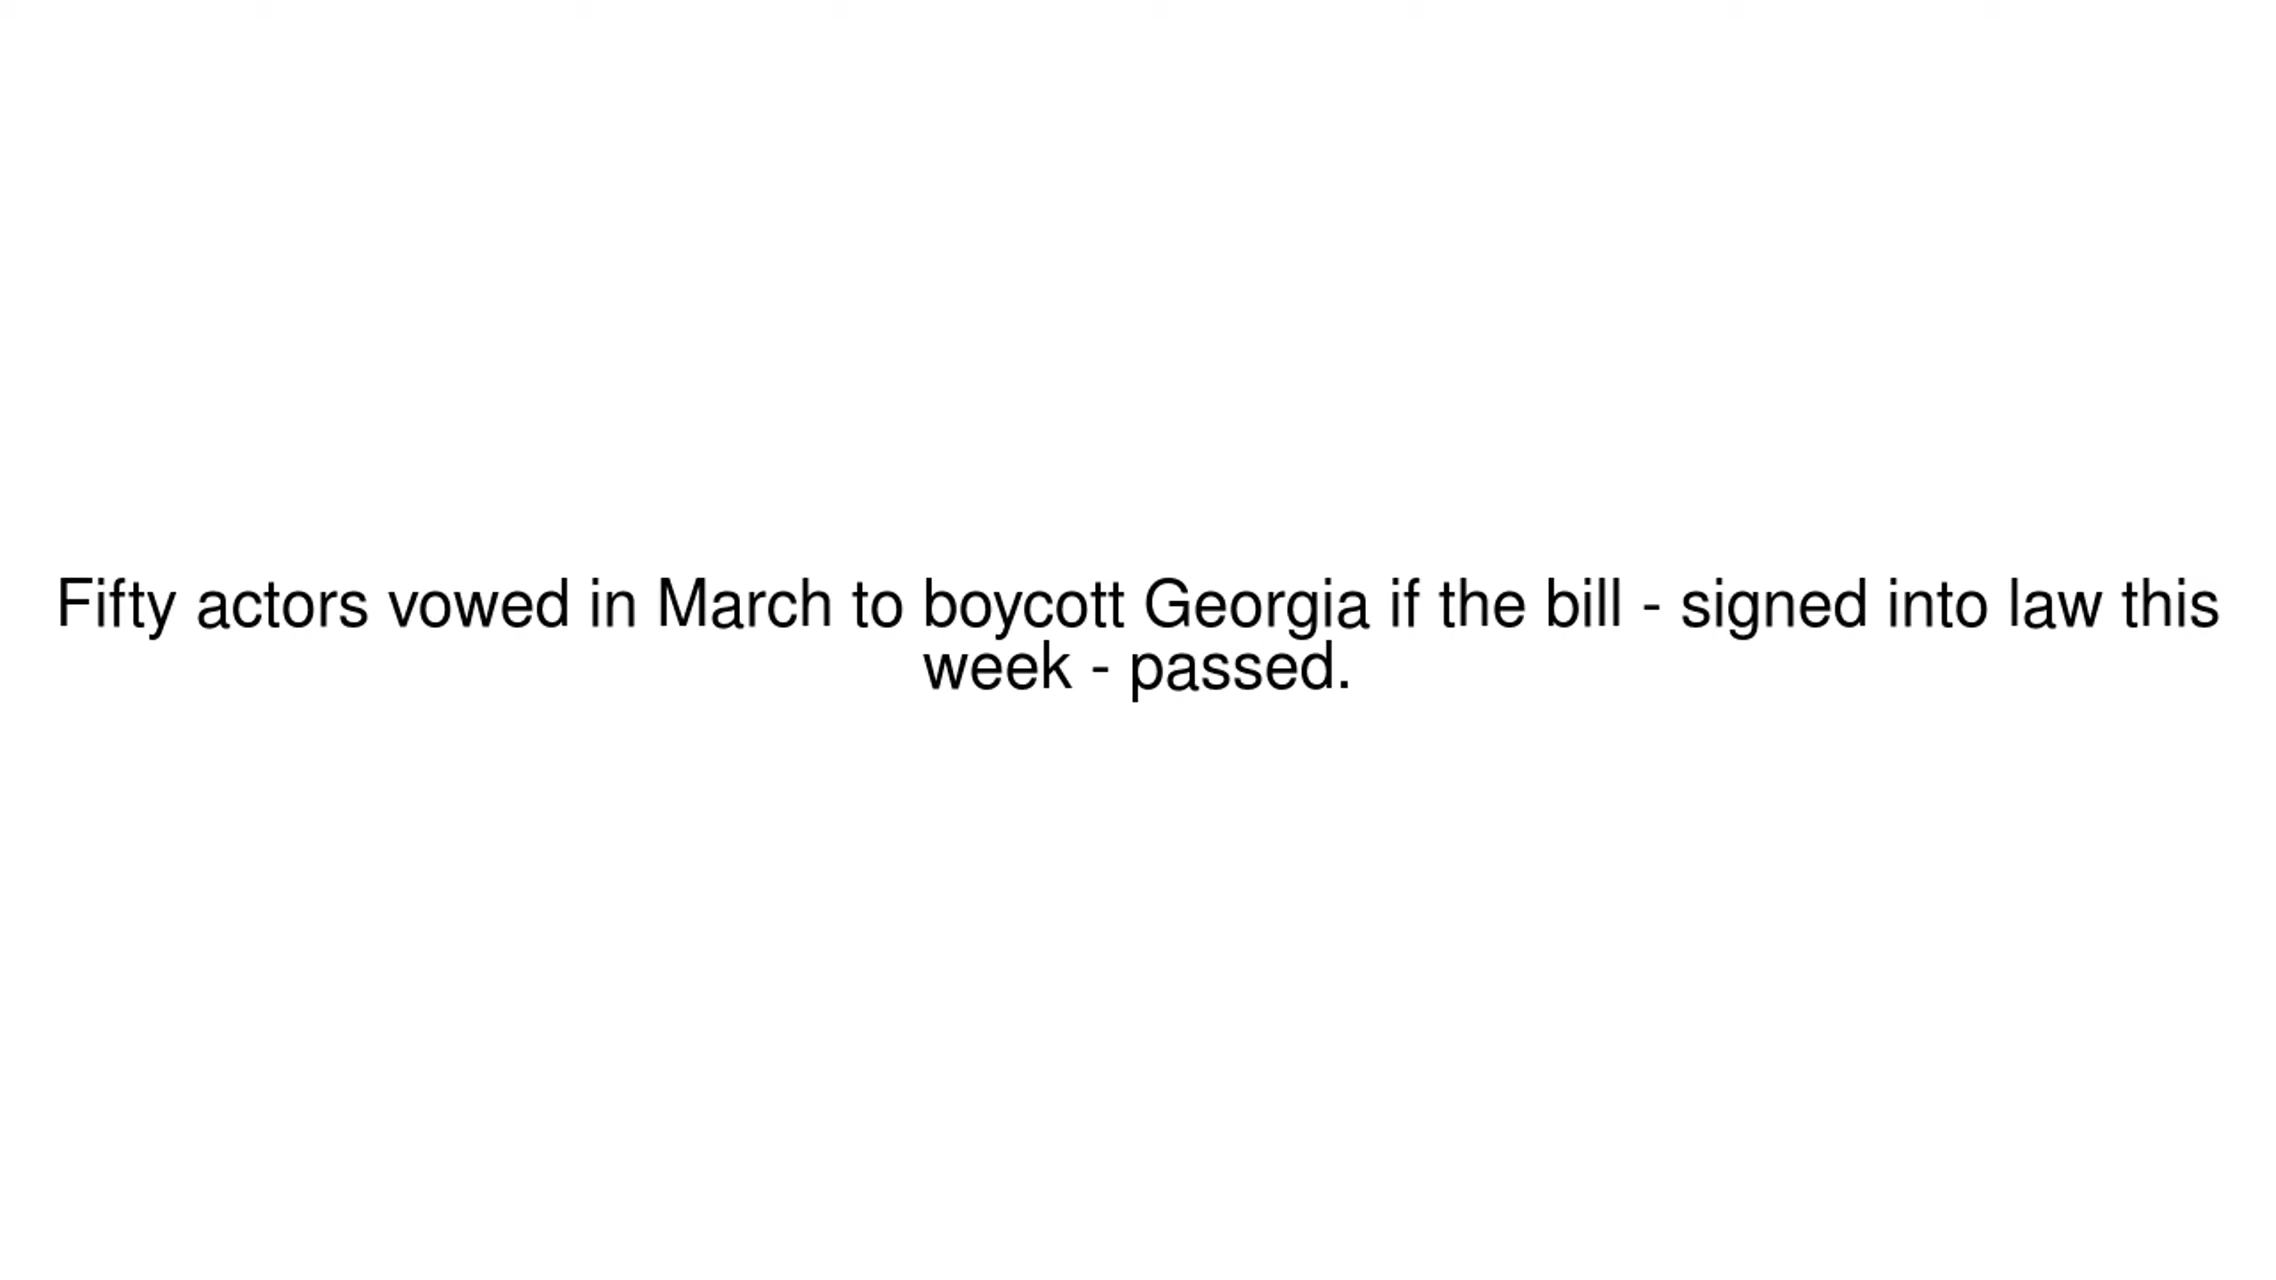 Fifty actors vowed in March to boycott Georgia if the bill - signed into law this
week - passed.